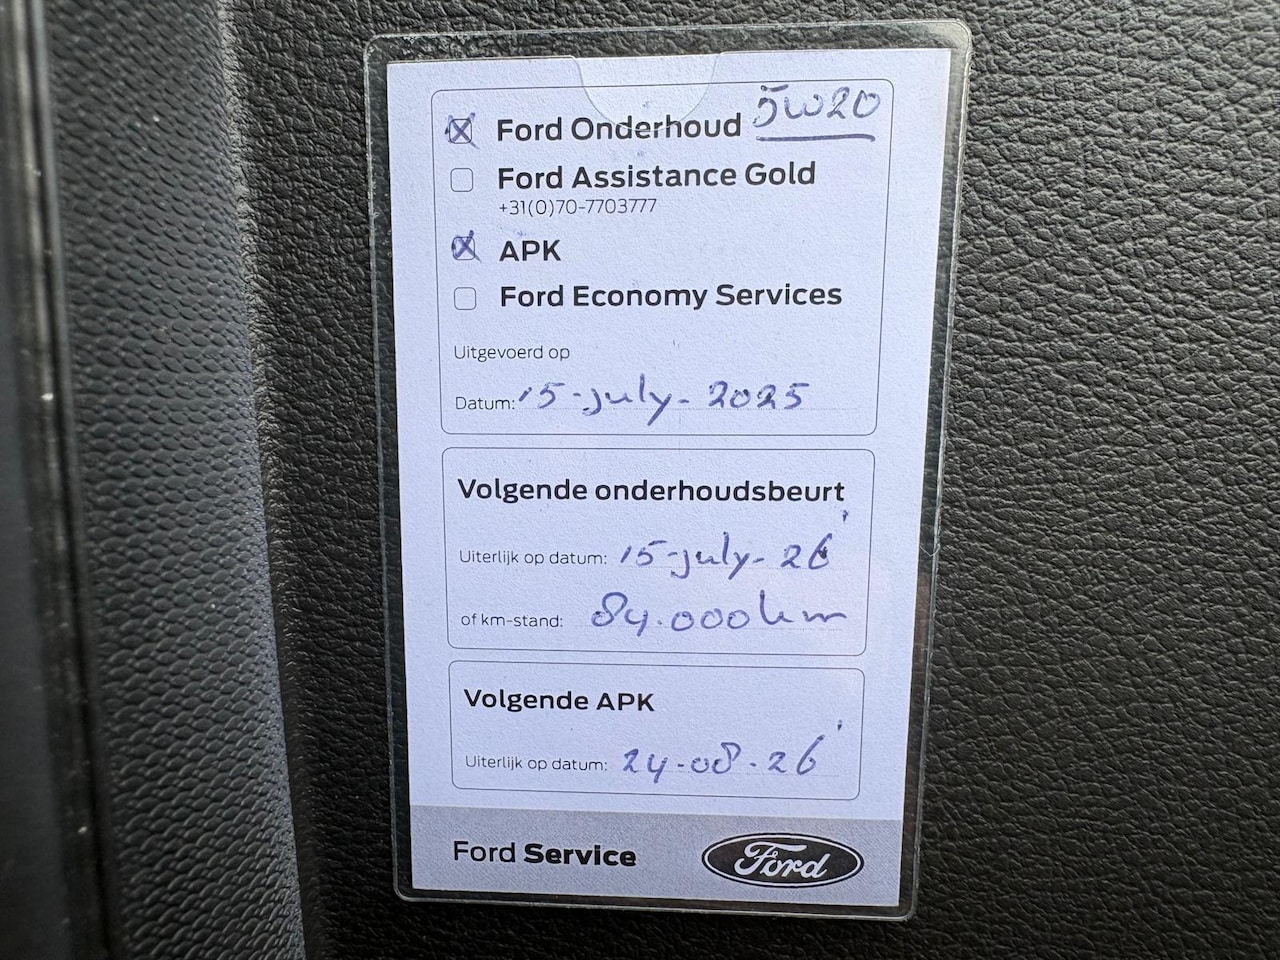 Ford Onderhoud 5W20
Ford Assistance Gold
+31(0)70-7703777
APK
Ford Economy Services
Uitgevoerd op
Datum: 15-july-2025
Volgende onderhoudsbeurt
Uiterlijk op datum: 15-july-26'
of km-stand: 84.000km
Volgende APK
Uiterlijk op datum: 24-08-26'
Ford Service Ford